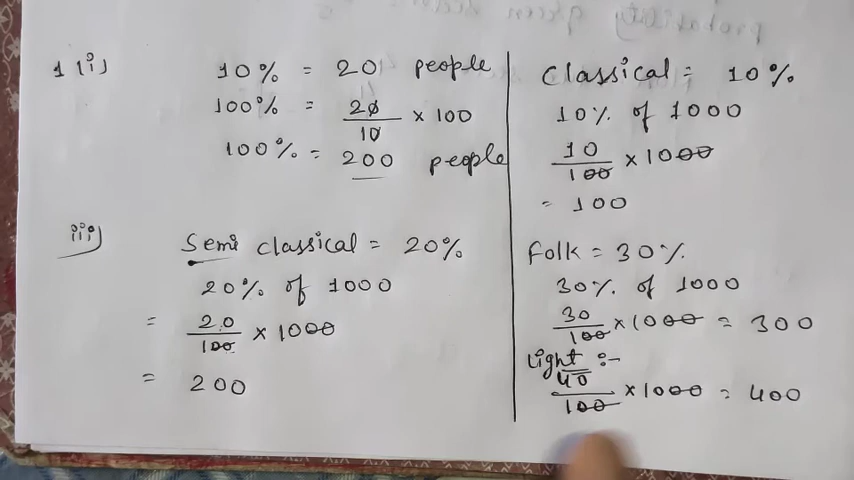 1 (i)
10% = 20 people
100% = 20/10 × 100
100% = 200 people
iii)
Semi classical = 20%
20% of 1000
= 20/100 × 1000
= 200
Classical = 10%
10% of 1000
10/100 × 1000
= 100
Folk = 30%
30% of 1000
30/100 × 1000 = 300
Light :-
40/100 × 1000 = 400